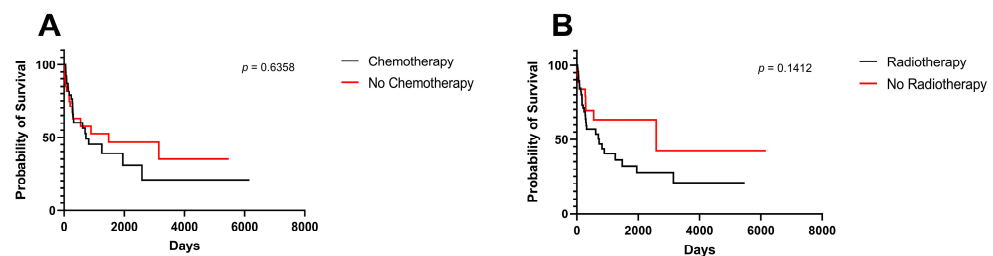 A
Probability of Survival
100
50
0
0 2000 4000 6000 8000
Days
p = 0.6358
Chemotherapy
No Chemotherapy
B
Probability of Survival
100
50
0
0 2000 4000 6000 8000
Days
p = 0.1412
Radiotherapy
No Radiotherapy